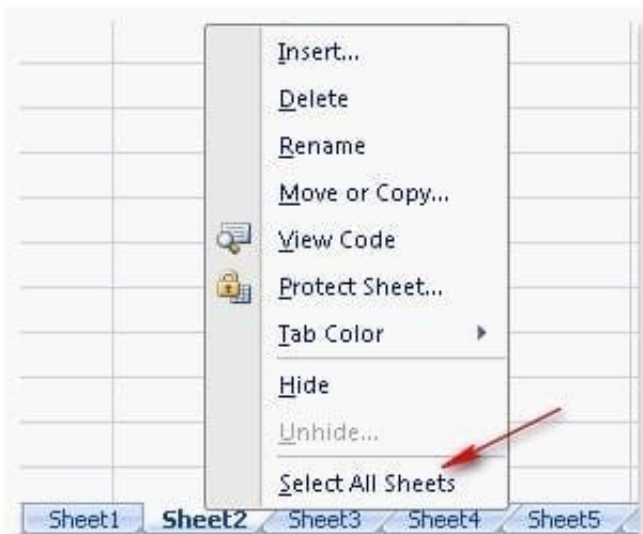 Insert...
Delete
Rename
Move or Copy...
View Code
Protect Sheet...
Tab Color
Hide
Unhide...
Select All Sheets
Sheet1 Sheet2 Sheet3 Sheet4 Sheet5